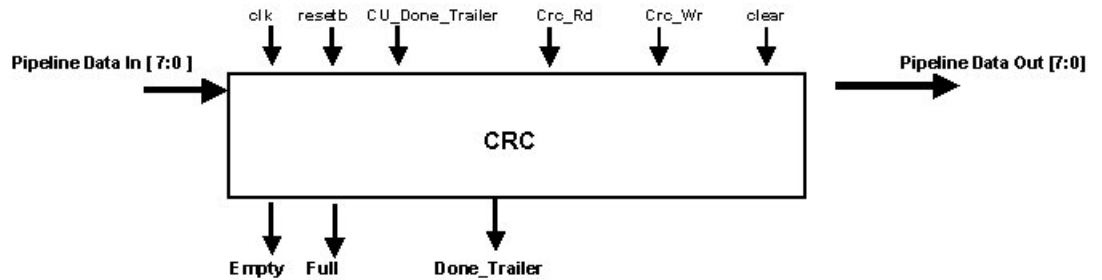 clk resetb CU_Done_Trailer Crc_Rd Crc_Wr clear
Pipeline Data In [ 7:0 ]
Pipeline Data Out [7:0]
CRC
Empty Full Done_Trailer